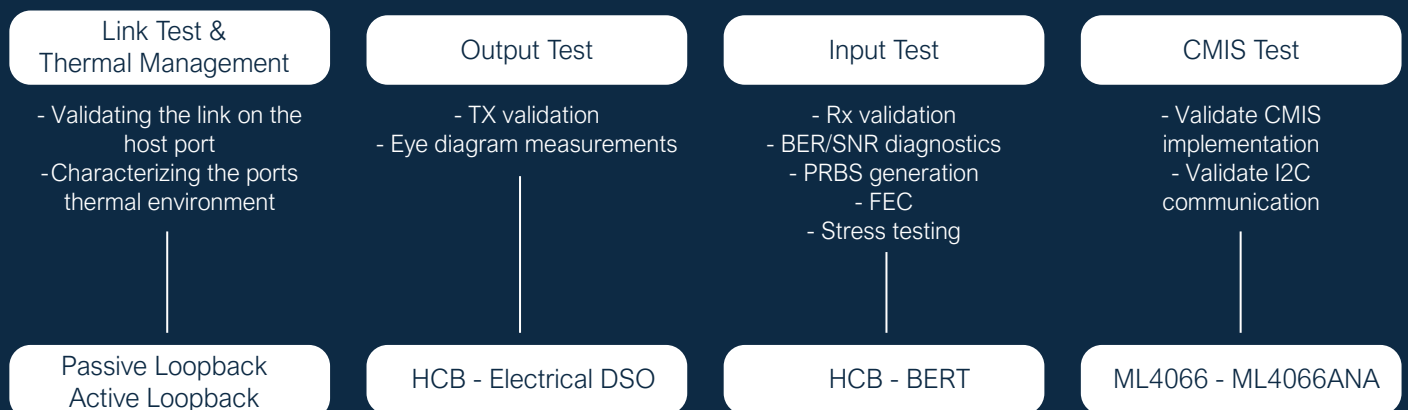 Link Test &
Thermal Management
- Validating the link on the
host port
-Characterizing the ports
thermal environment
Passive Loopback
Active Loopback
Output Test
- TX validation
- Eye diagram measurements
HCB - Electrical DSO
Input Test
- Rx validation
- BER/SNR diagnostics
- PRBS generation
- FEC
- Stress testing
HCB - BERT
CMIS Test
- Validate CMIS
implementation
- Validate I2C
communication
ML4066 - ML4066ANA